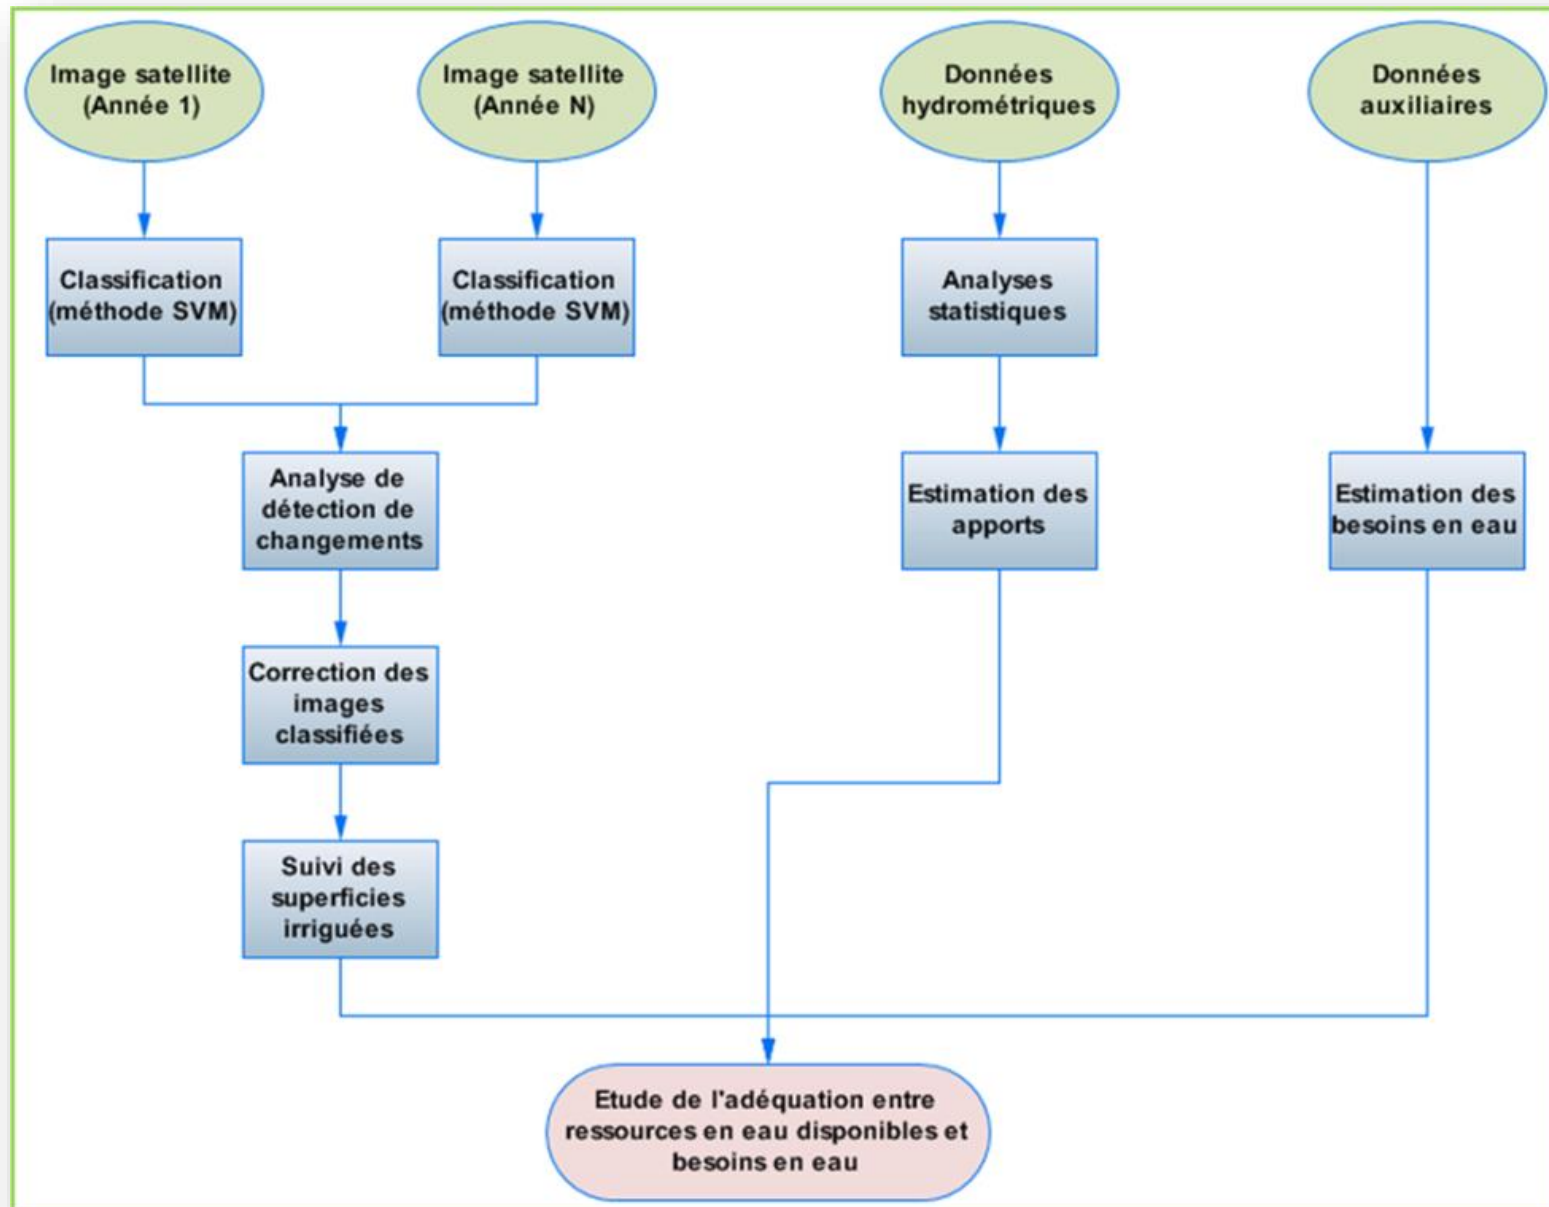 Image satellite
(Année 1)
Image satellite
(Année N)
Données
hydrométriques
Données
auxiliaires
Classification
(méthode SVM)
Classification
(méthode SVM)
Analyses
statistiques
Analyse de
détection de
changements
Estimation des
apports
Estimation des
besoins en eau
Correction des
images
classifiées
Suivi des
superficies
irriguées
Etude de l'adéquation entre
ressources en eau disponibles et
besoins en eau